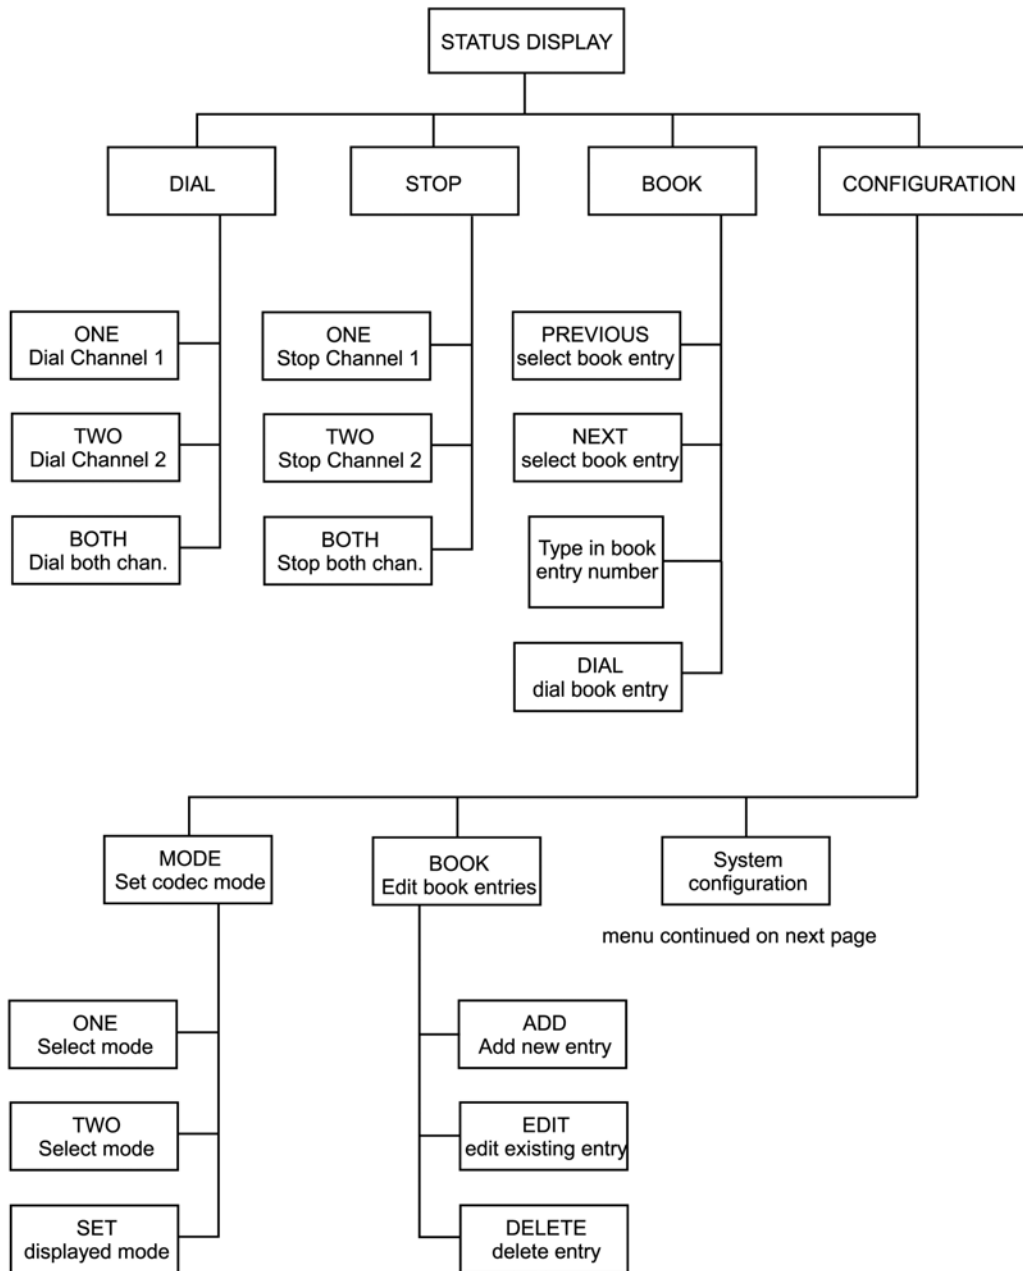 STATUS DISPLAY
DIAL
STOP
BOOK
CONFIGURATION
ONE
Dial Channel 1
TWO
Dial Channel 2
BOTH
Dial both chan.
ONE
Stop Channel 1
TWO
Stop Channel 2
BOTH
Stop both chan.
PREVIOUS
select book entry
NEXT
select book entry
Type in book
entry number
DIAL
dial book entry
MODE
Set codec mode
BOOK
Edit book entries
System
configuration
menu continued on next page
ONE
Select mode
TWO
Select mode
SET
displayed mode
ADD
Add new entry
EDIT
edit existing entry
DELETE
delete entry